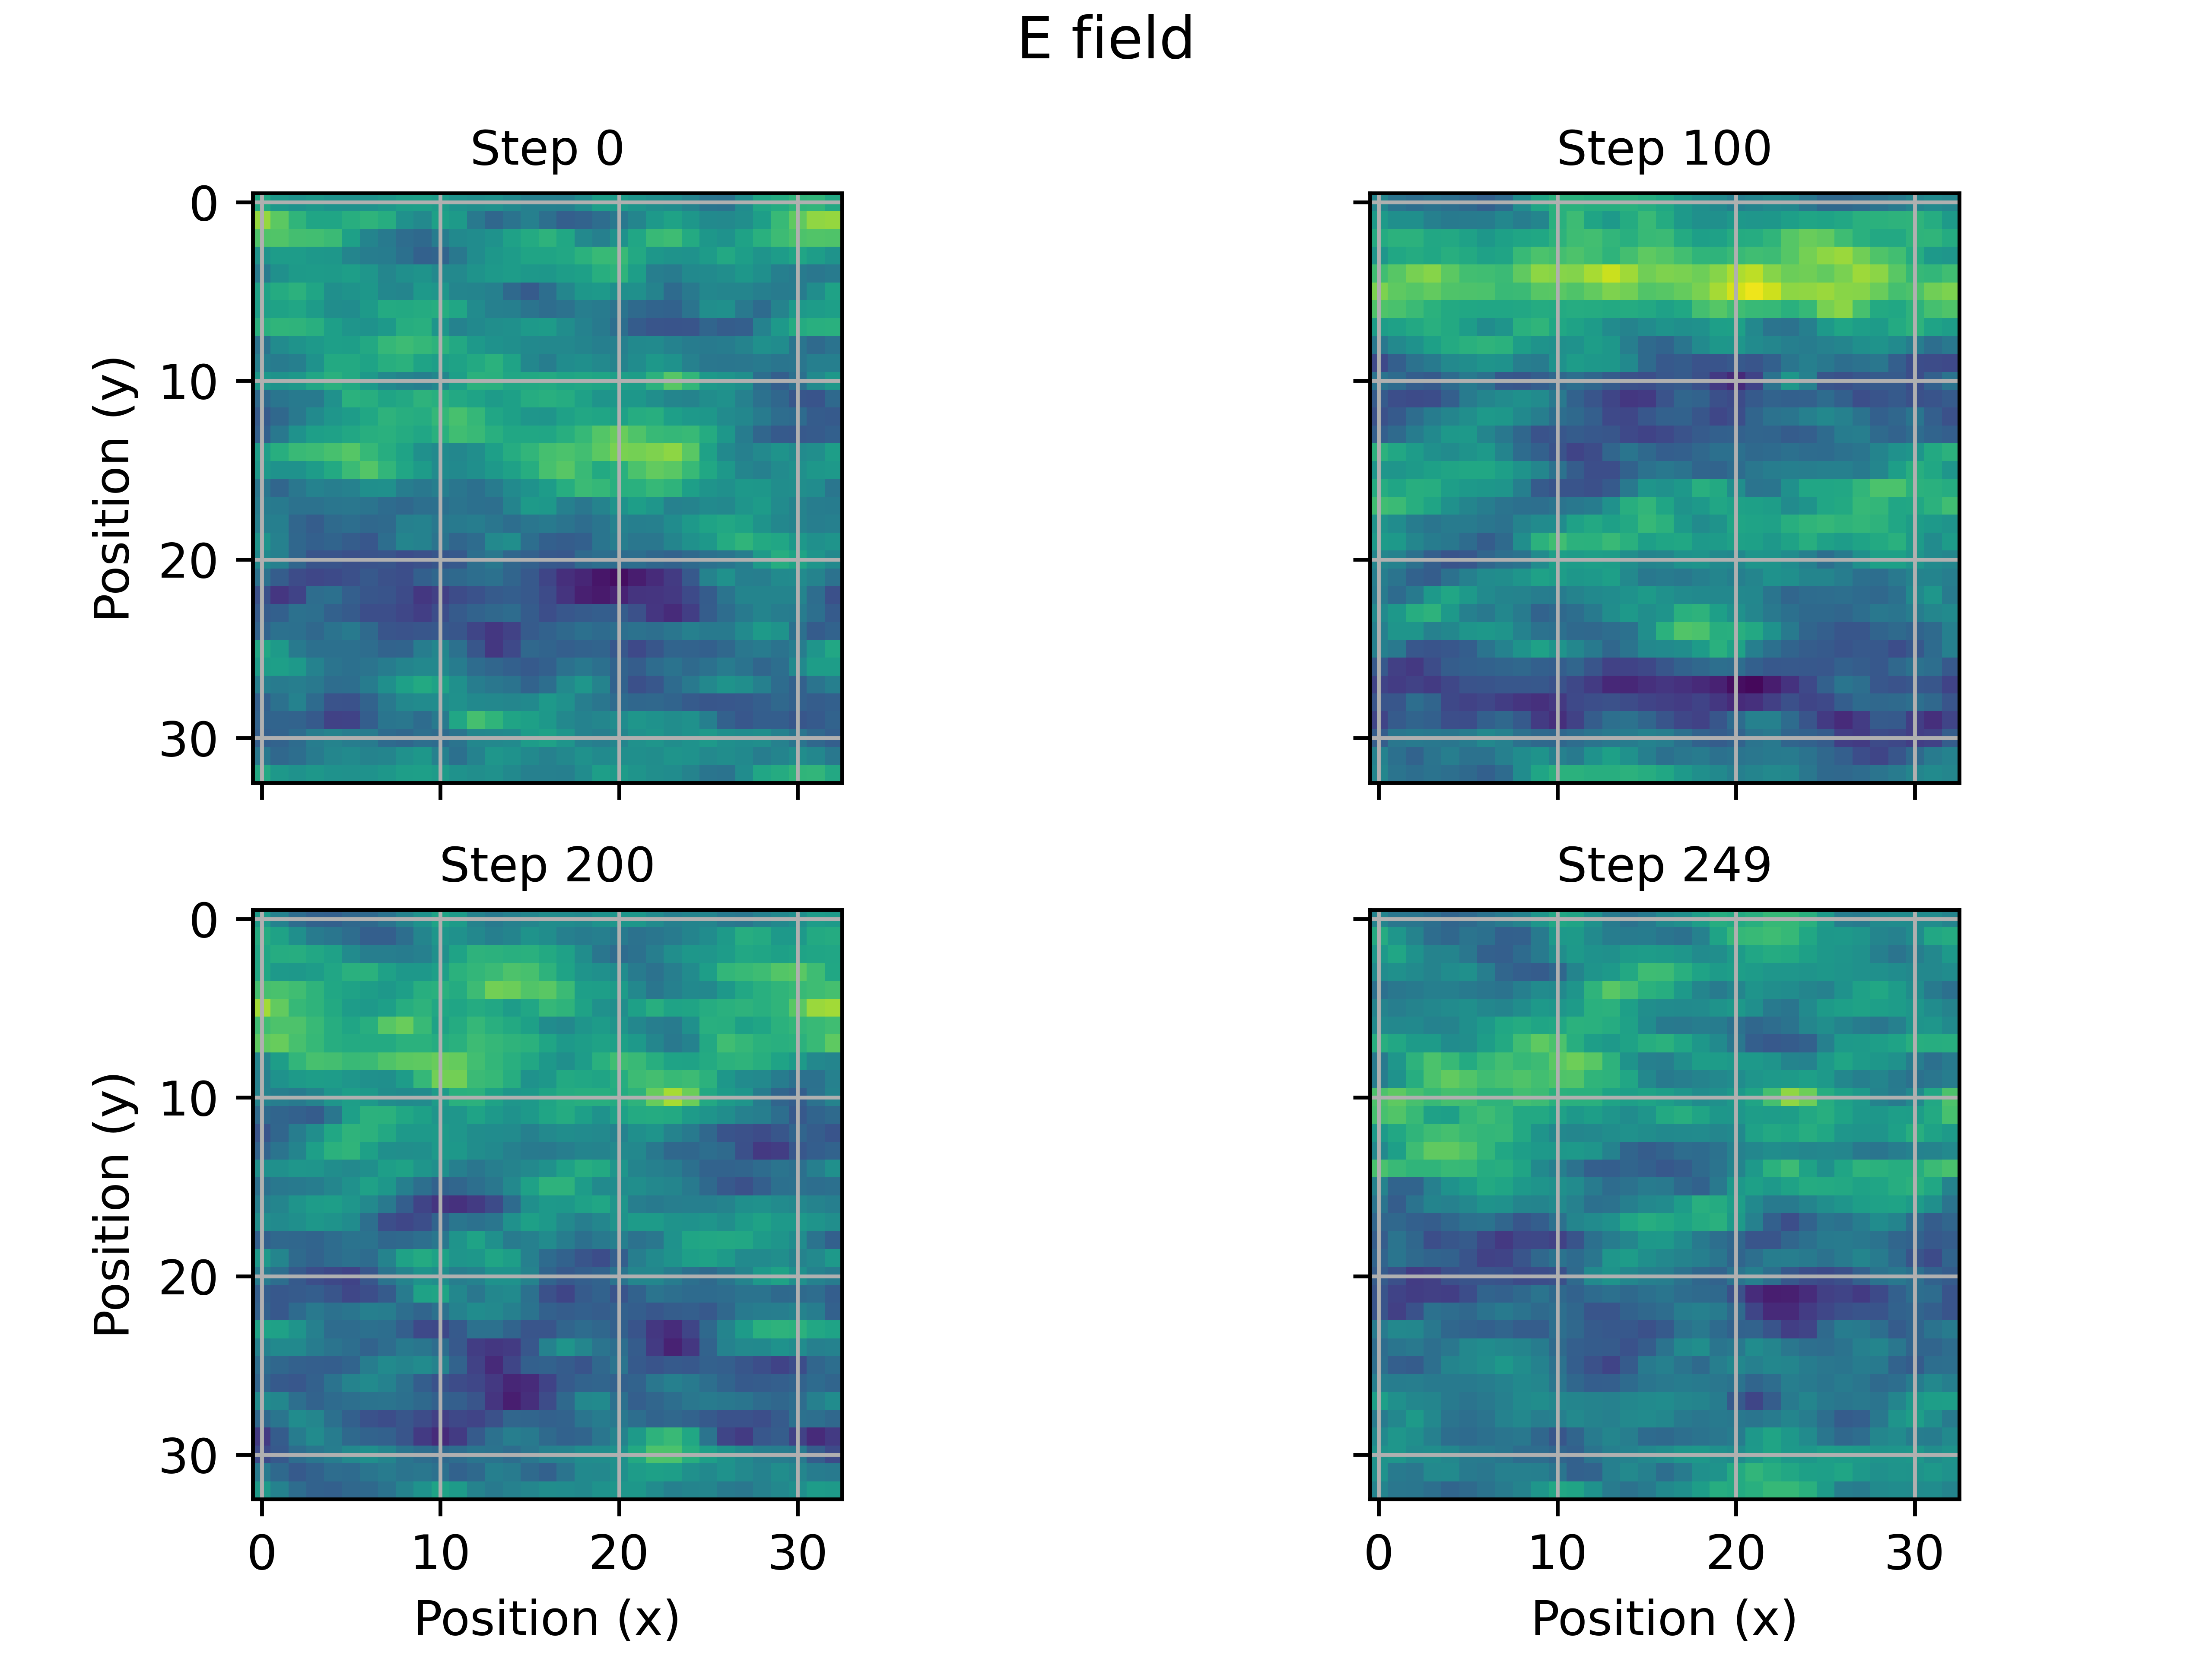 E field
Step 0
Step 100
0
10
20
30
Position (y)
Step 200
Step 249
0
10
20
30
Position (y)
0 10 20 30
0 10 20 30
Position (x)
Position (x)